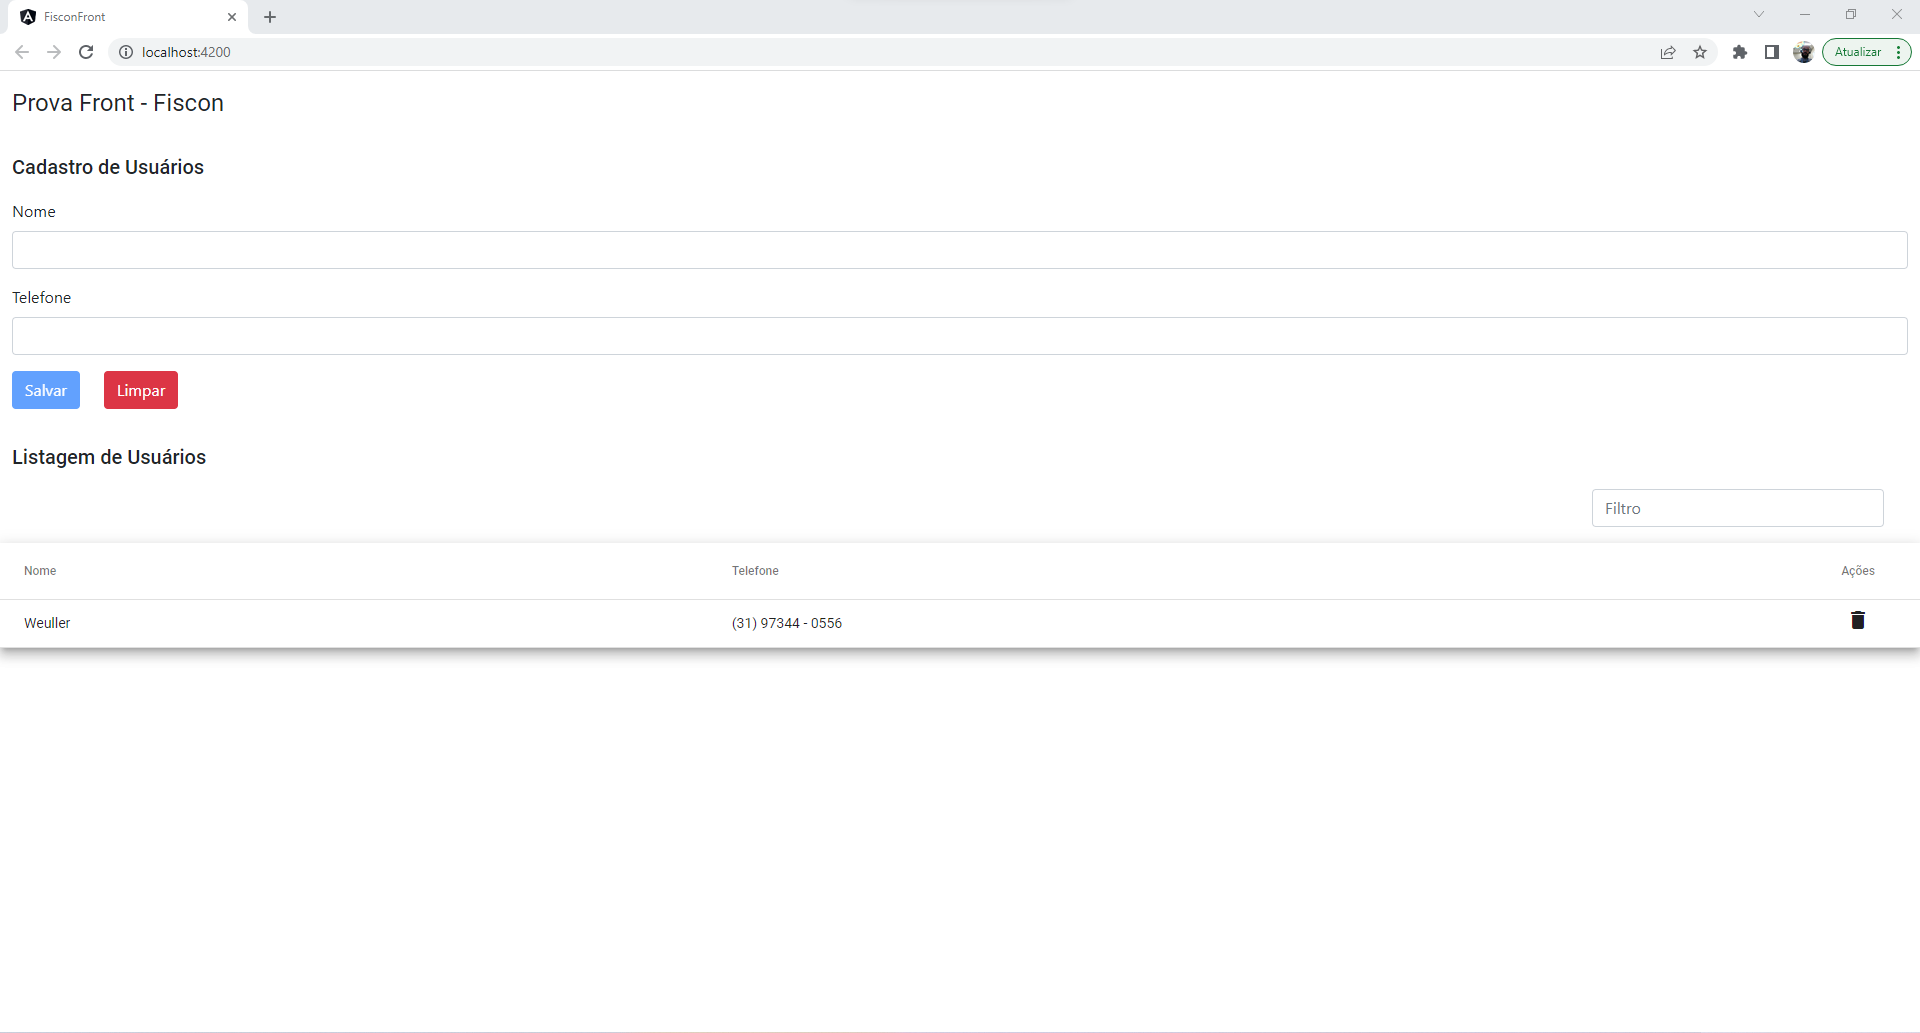 FisconFront
localhost:4200
Atualizar
Prova Front - Fiscon
Cadastro de Usuários
Nome
Telefone
Salvar Limpar
Listagem de Usuários
Filtro
Nome Telefone Ações
Weuller (31) 97344 - 0556